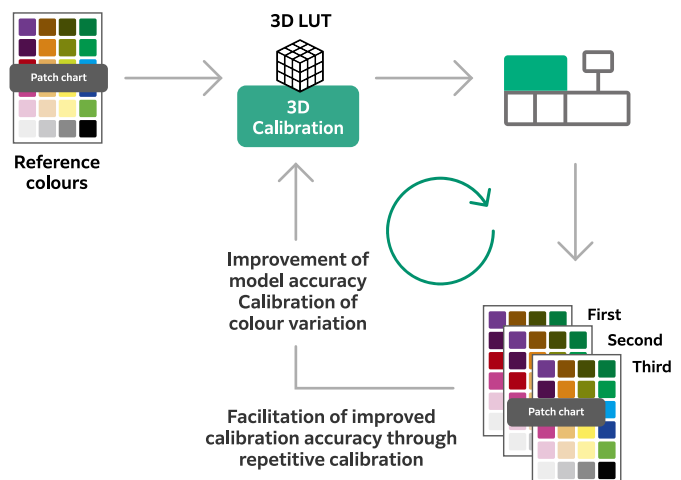 3D LUT
Patch chart
3D
Calibration
Reference
colours
Improvement of
model accuracy
Calibration of
colour variation
First
Second
Third
Patch chart
Facilitation of improved
calibration accuracy through
repetitive calibration